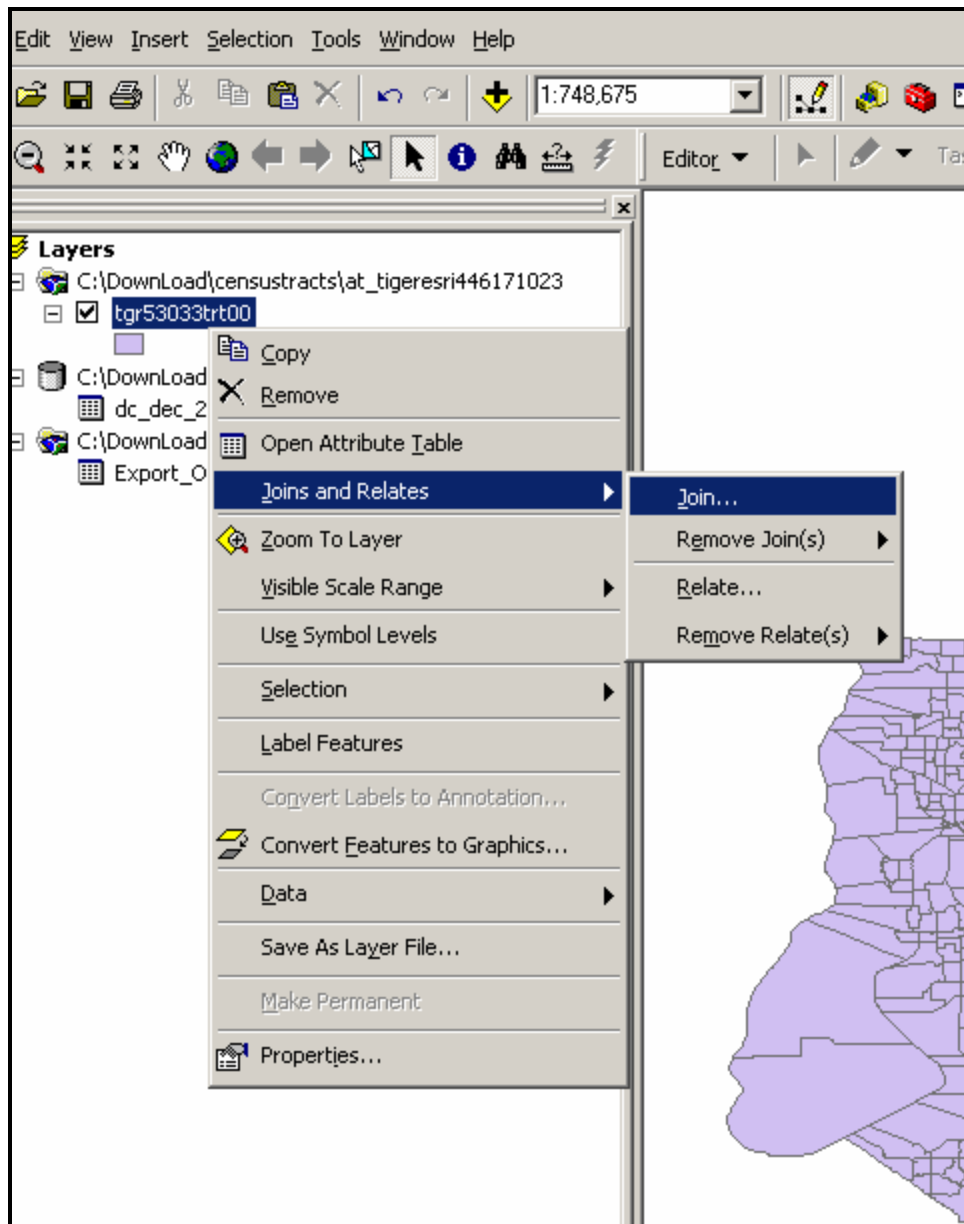 Edit View Insert Selection Tools Window Help
1:748,675
Editor
Layers
C:\DownLoad\censustracts\at_tigeresri446171023
tgr53033trt00
C:\DownLoad
dc_dec_2
C:\DownLoad
Export_O
Copy
Remove
Open Attribute Table
Joins and Relates
Zoom To Layer
Visible Scale Range
Use Symbol Levels
Selection
Label Features
Convert Labels to Annotation...
Convert Features to Graphics...
Data
Save As Layer File...
Make Permanent
Properties...
Join...
Remove Join(s)
Relate...
Remove Relate(s)